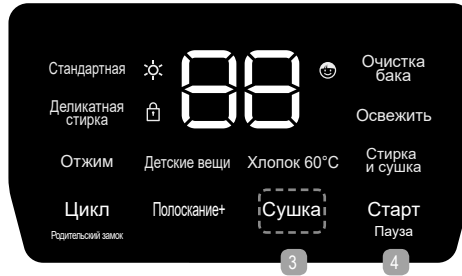 Стандартная
88
Очистка
бака
Деликатная
стирка
Освежить
Отжим
Детские вещи
Хлопок 60°C
Стирка
и сушка
Цикл
Полоскание+
Сушка
Старт
Родительский замок
Пауза
3
4